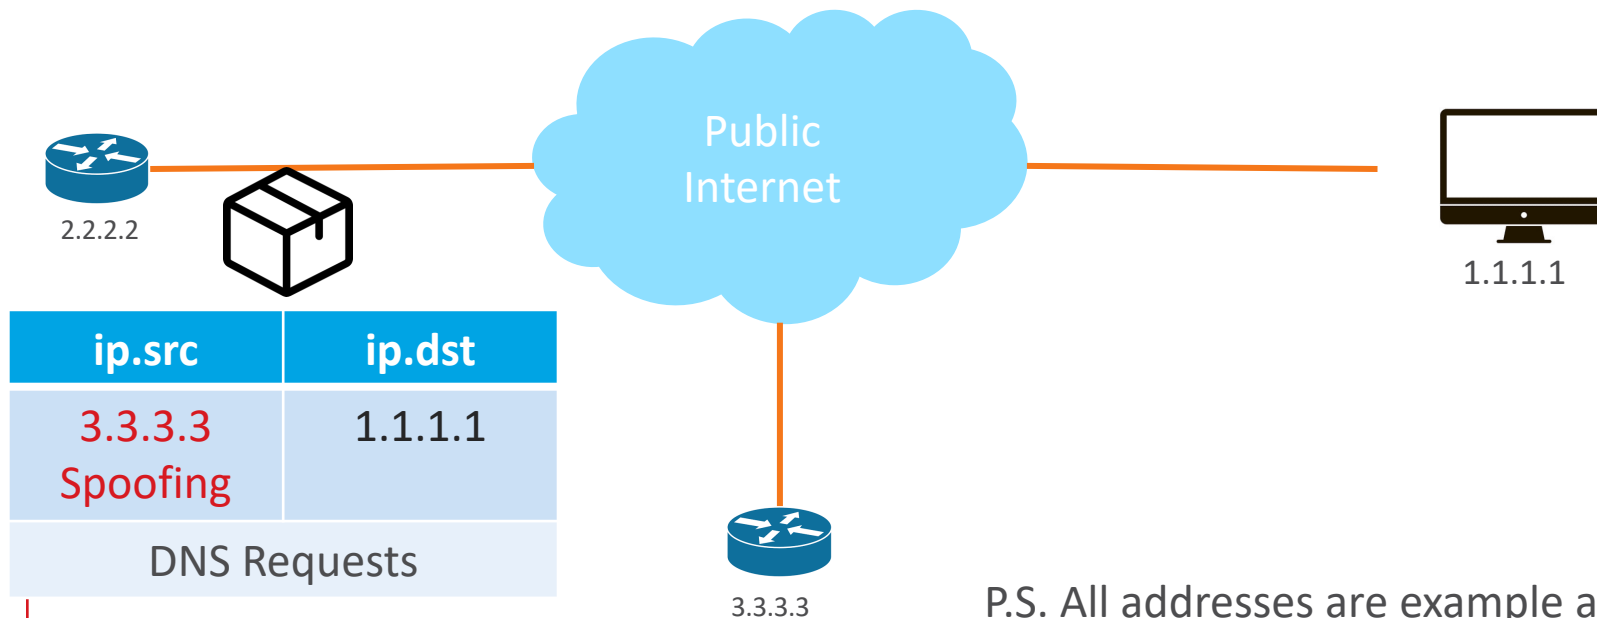 Public
Internet
2.2.2.2
1.1.1.1
ip.src ip.dst
3.3.3.3 1.1.1.1
Spoofing
DNS Requests
3.3.3.3
P.S. All addresses are example